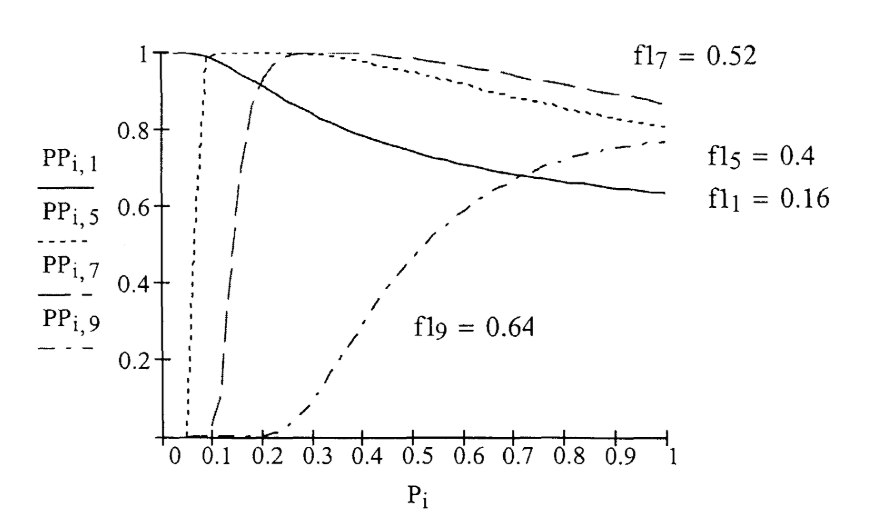 1
0.8
0.6
0.4
0.2
PPi,1
PPi,5
PPi,7
PPi,9
fl7 = 0.52
fl5 = 0.4
fl1 = 0.16
fl9 = 0.64
0 0.1 0.2 0.3 0.4 0.5 0.6 0.7 0.8 0.9 1
Pi